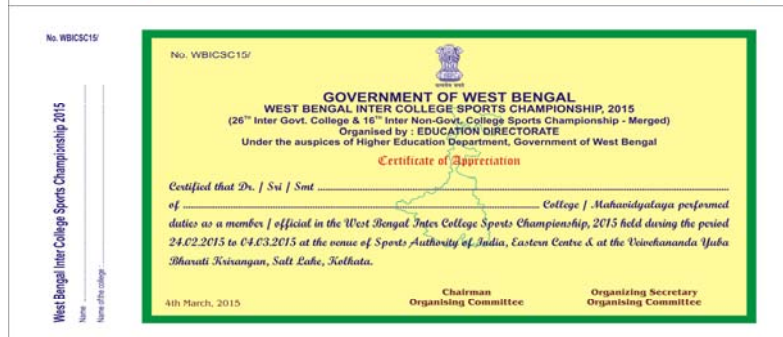 No. WBICSC15/
West Bengal Inter College Sports Championship 2015
Name
Name of the college :
No. WBICSC15/
GOVERNMENT OF WEST BENGAL
WEST BENGAL INTER COLLEGE SPORTS CHAMPIONSHIP, 2015
(26TH Inter Govt. College & 16TH Inter Non-Govt. College Sports Championship - Merged)
Organised by : EDUCATION DIRECTORATE
Under the auspices of Higher Education Department, Government of West Bengal
Certificate of Appreciation
Certified that Dr. / Sri / Smt
of College / Mahavidyalaya performed
duties as a member / official in the West Bengal Inter College Sports Championship, 2015 held during the period
24.02.2015 to 04.03.2015 at the venue of Sports Authority of India, Eastern Centre & at the Veivekananda Yuba
Bharati Krirangan, Salt Lake, Kolkata.
4th March, 2015
Chairman
Organising Committee
Organizing Secretary
Organising Committee